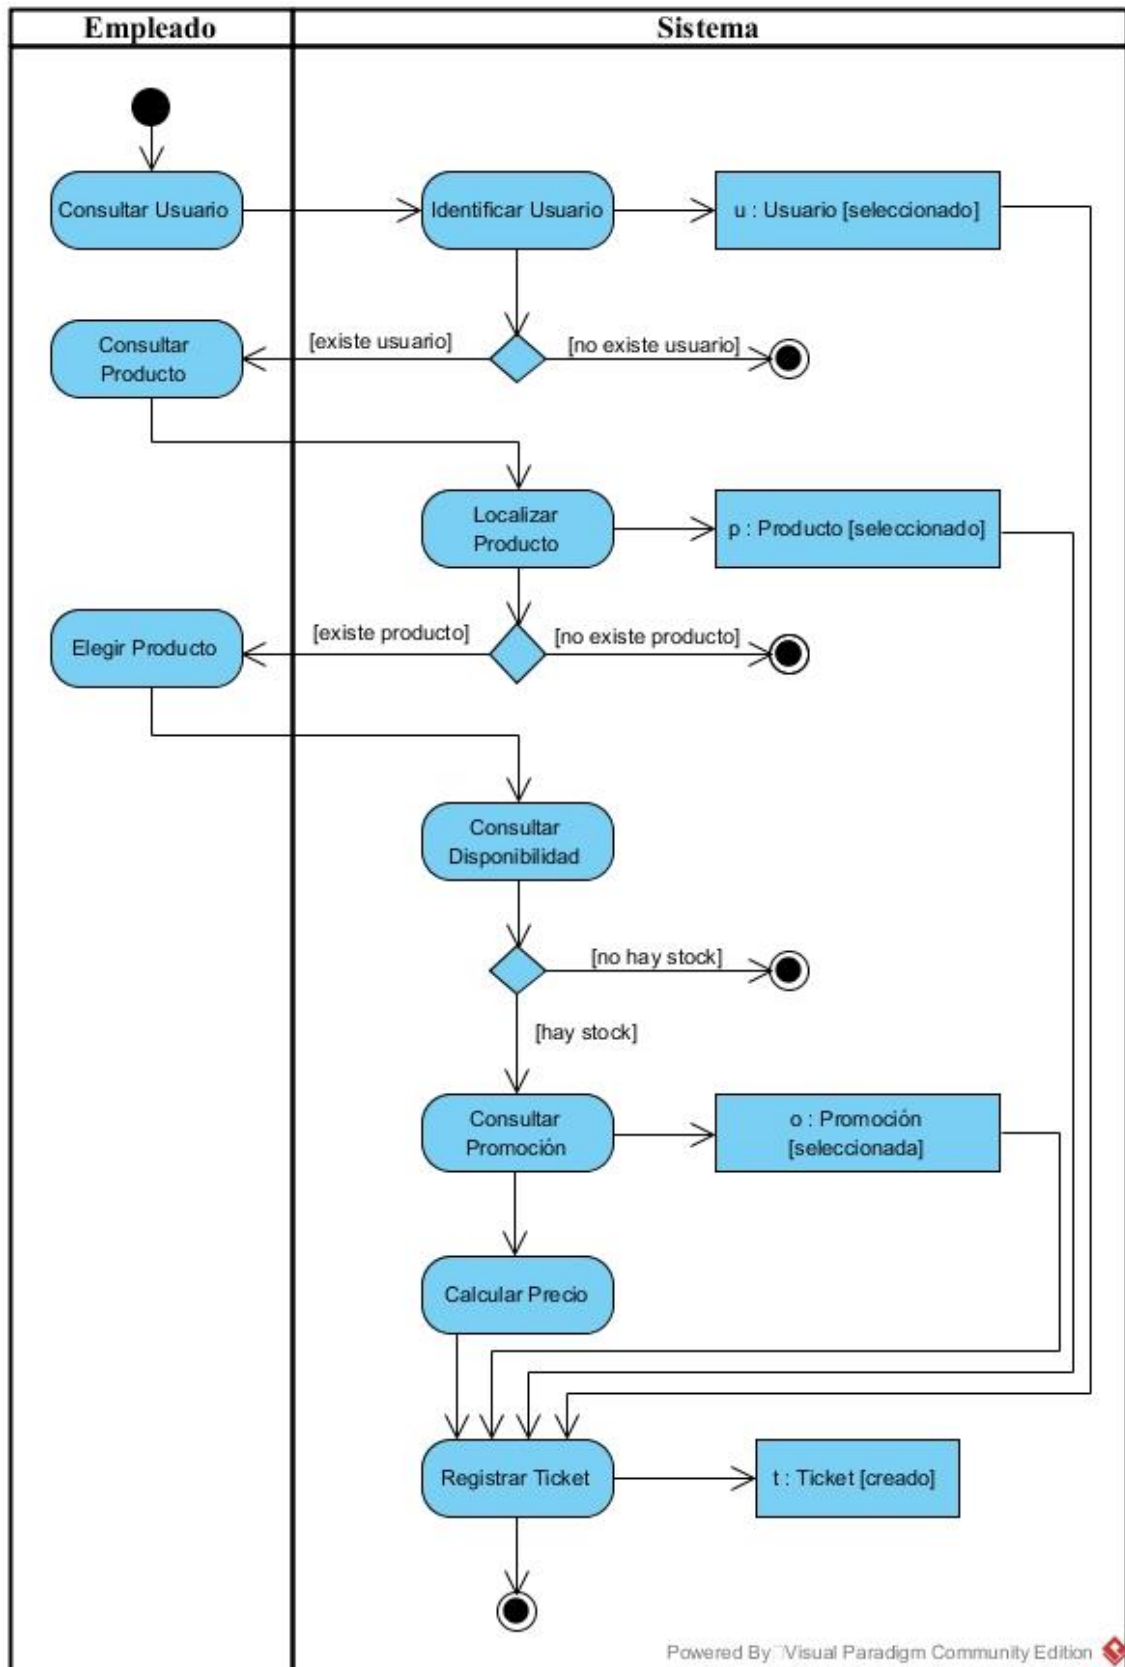 Empleado
Sistema
Consultar Usuario
Identificar Usuario
u : Usuario [seleccionado]
Consultar
Producto
[existe usuario]
[no existe usuario]
Localizar
Producto
p : Producto [seleccionado]
Elegir Producto
[existe producto]
[no existe producto]
Consultar
Disponibilidad
[no hay stock]
[hay stock]
Consultar
Promoción
o : Promoción
[seleccionada]
Calcular Precio
Registrar Ticket
t : Ticket [creado]
Powered By Visual Paradigm Community Edition